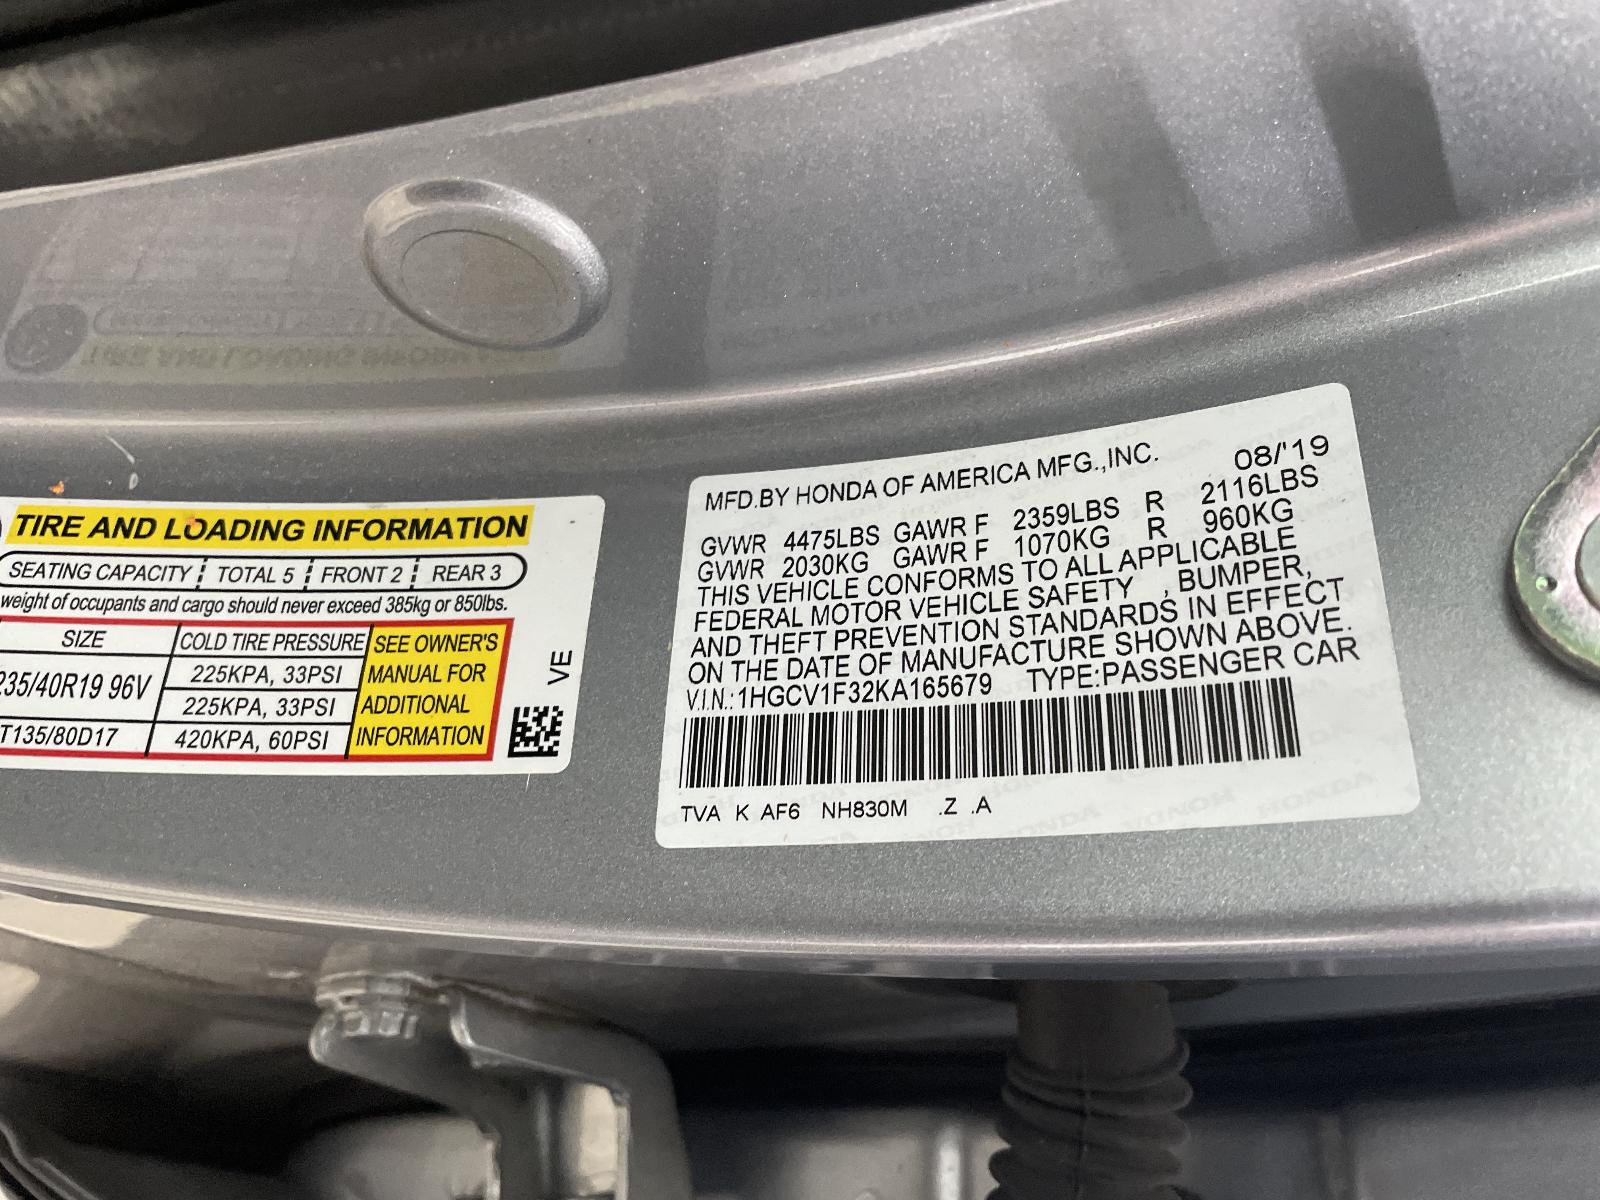 TIRE AND LOADING INFORMATION
SEATING CAPACITY TOTAL 5 FRONT 2 REAR 3
weight of occupants and cargo should never exceed 385kg or 850lbs.
SIZE COLD TIRE PRESSURE SEE OWNER'S
MANUAL FOR
ADDITIONAL
INFORMATION
235/40R19 96V 225KPA, 33PSI
225KPA, 33PSI
T135/80D17 420KPA, 60PSI
VE
MFD.BY HONDA OF AMERICA MFG.,INC. 08/'19
GVWR 4475LBS GAWR F 2359LBS R 2116LBS
GVWR 2030KG GAWR F 1070KG R 960KG
THIS VEHICLE CONFORMS TO ALL APPLICABLE
FEDERAL MOTOR VEHICLE SAFETY , BUMPER,
AND THEFT PREVENTION STANDARDS IN EFFECT
ON THE DATE OF MANUFACTURE SHOWN ABOVE.
V.I.N.:1HGCV1F32KA165679 TYPE:PASSENGER CAR
TVA K AF6 NH830M .Z .A